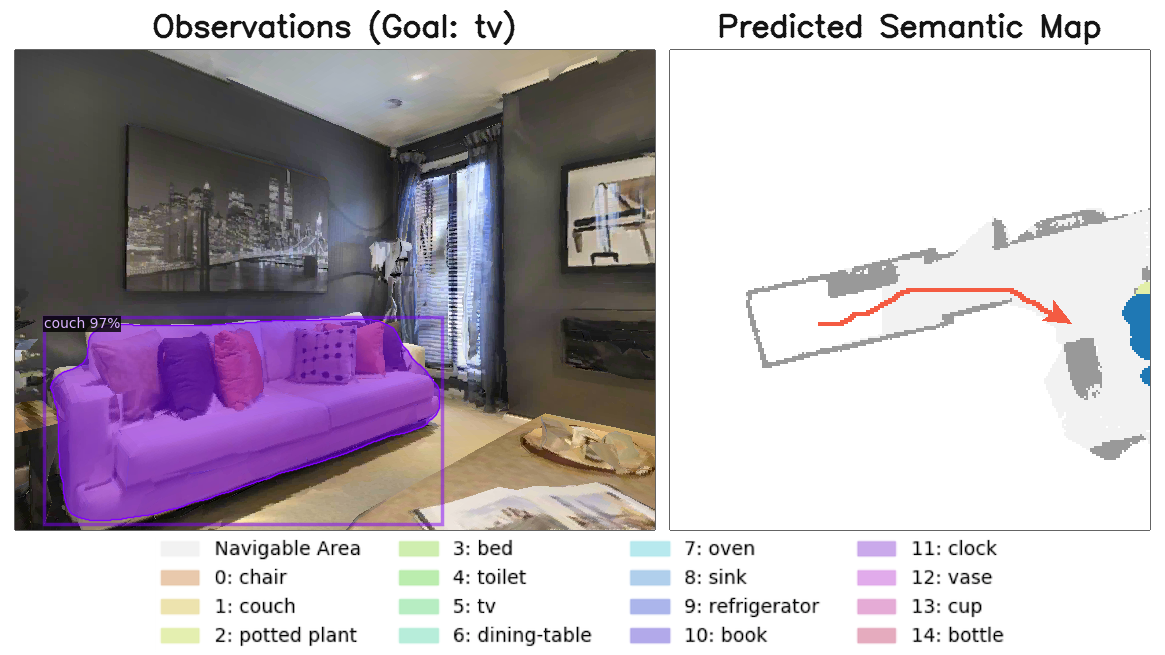 Observations (Goal: tv)
Predicted Semantic Map
couch 97%
Navigable Area
0: chair
1: couch
2: potted plant
3: bed
4: toilet
5: tv
6: dining-table
7: oven
8: sink
9: refrigerator
10: book
11: clock
12: vase
13: cup
14: bottle